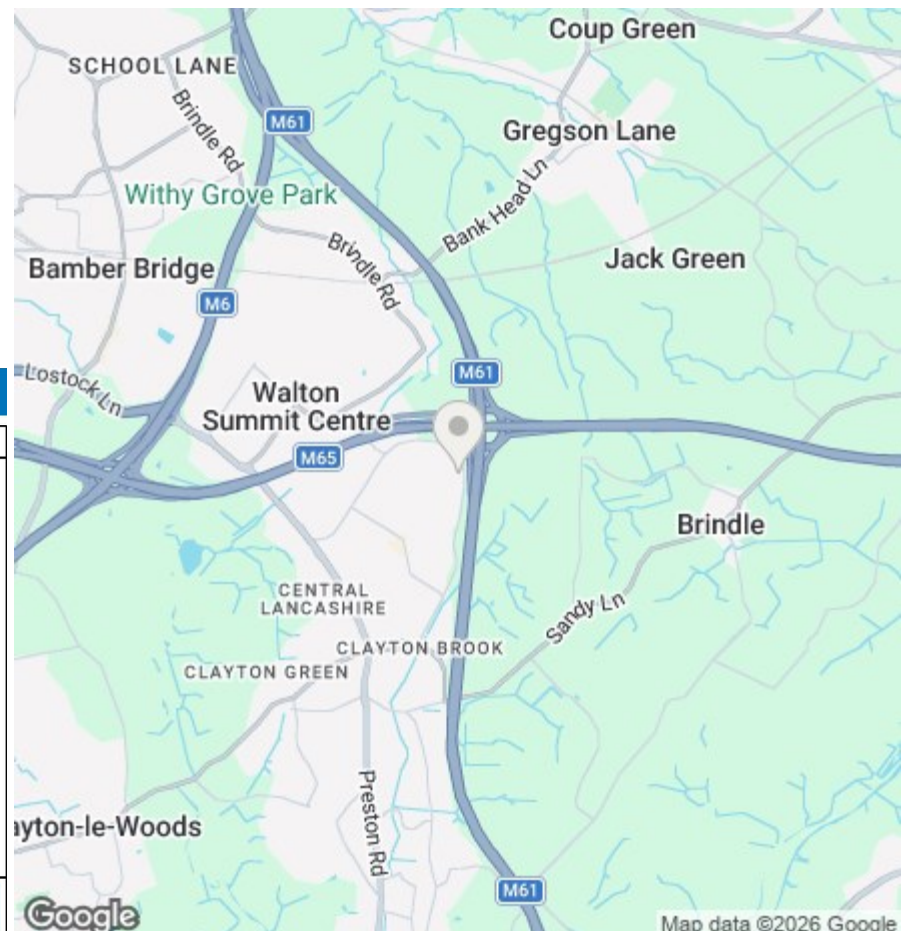 Coup Green
SCHOOL LANE
Brindle Rd
M61
Gregson Lane
Withy Grove Park
Bank Head Ln
Brindle Rd
Jack Green
Bamber Bridge
M6
M61
Lostock Ln
Walton
Summit Centre
M65
Brindle
CENTRAL
LANCASHIRE
Sandy Ln
CLAYTON BROOK
CLAYTON GREEN
Preston Rd
ayton-le-Woods
M61
Google
Map data ©2026 Google